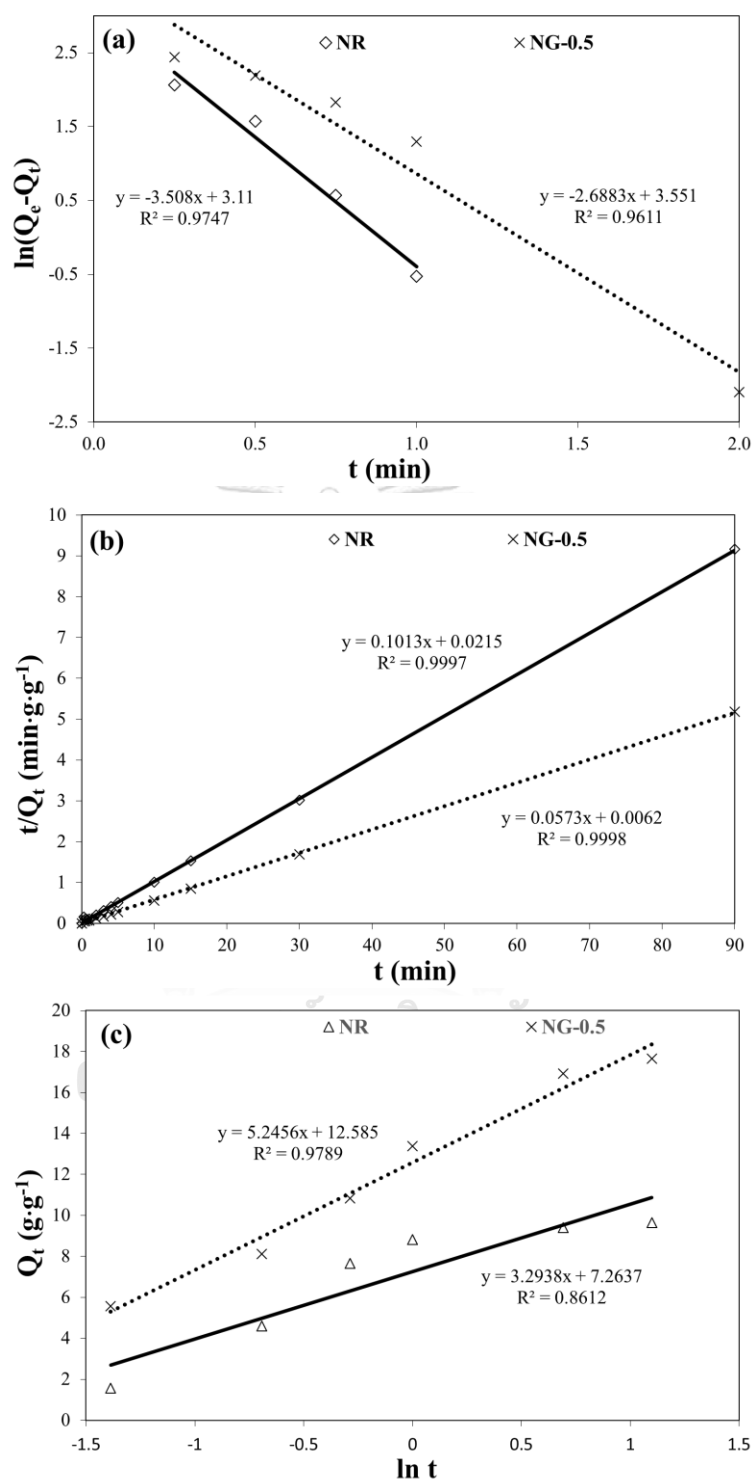 (a)
NR
NG-0.5
2.5
1.5
0.5
-0.5
-1.5
-2.5
ln(Qₑ-Qₜ)
y = -3.508x + 3.11
R² = 0.9747
y = -2.6883x + 3.551
R² = 0.9611
0.0
0.5
1.0
1.5
2.0
t (min)
(b)
NR
NG-0.5
10
9
8
7
6
5
4
3
2
1
0
t/Qₜ (min·g·g⁻¹)
y = 0.1013x + 0.0215
R² = 0.9997
y = 0.0573x + 0.0062
R² = 0.9998
0
10
20
30
40
50
60
70
80
90
t (min)
(c)
NR
NG-0.5
20
18
16
14
12
10
8
6
4
2
0
Qₜ (g·g⁻¹)
y = 5.2456x + 12.585
R² = 0.9789
y = 3.2938x + 7.2637
R² = 0.8612
-1.5
-1
-0.5
0
0.5
1
1.5
ln t